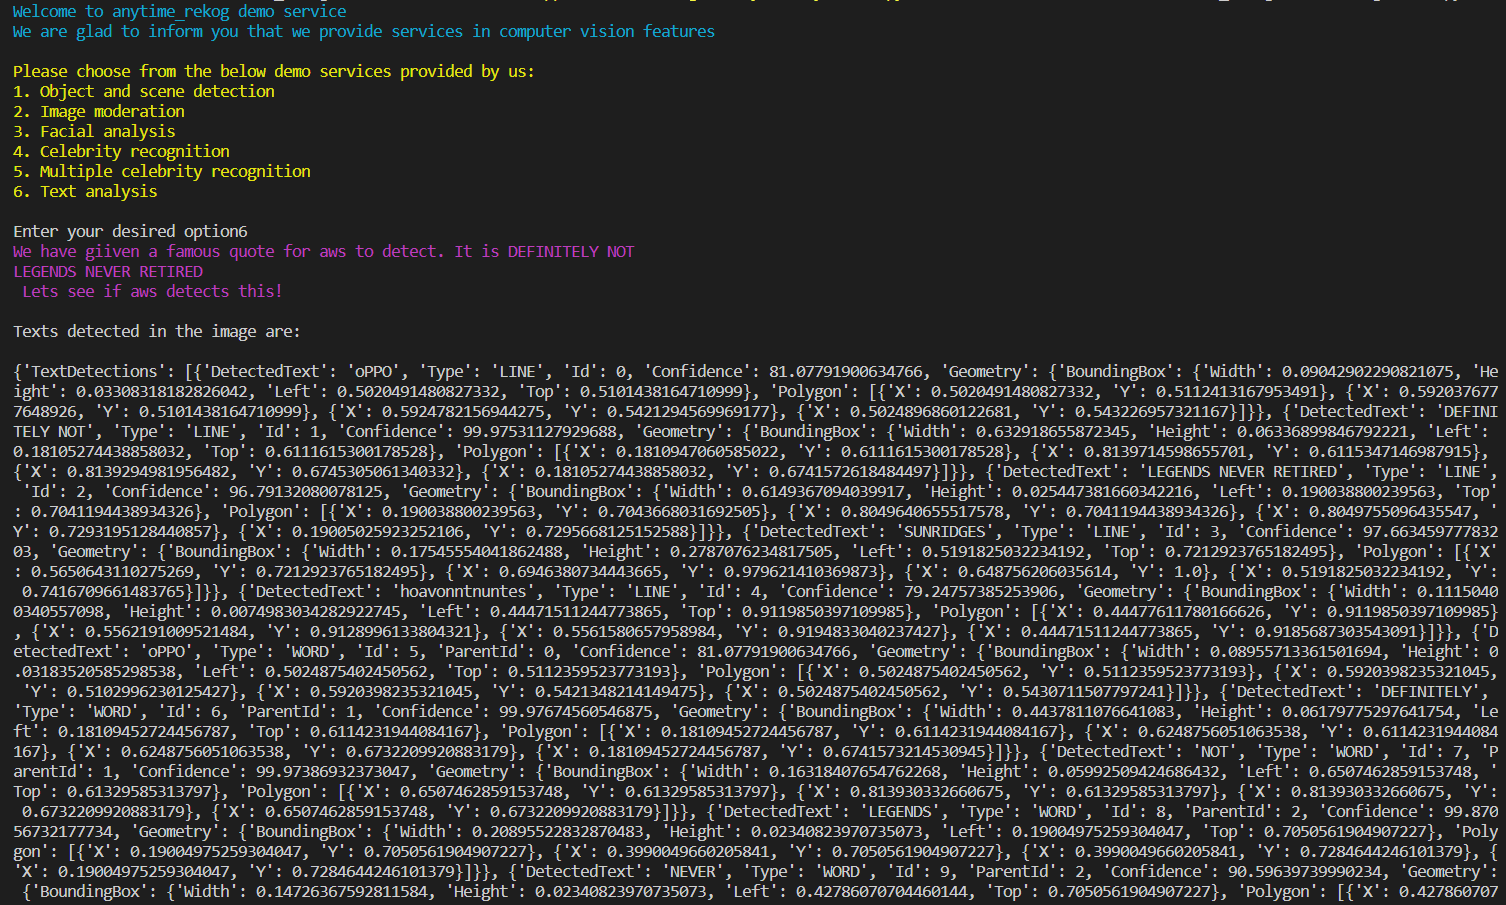 Welcome to anytime_rekog demo service
We are glad to inform you that we provide services in computer vision features
Please choose from the below demo services provided by us:
1. Object and scene detection
2. Image moderation
3. Facial analysis
4. Celebrity recognition
5. Multiple celebrity recognition
6. Text analysis
Enter your desired option6
We have giiven a famous quote for aws to detect. It is DEFINITELY NOT
LEGENDS NEVER RETIRED
Lets see if aws detects this!
Texts detected in the image are:
{'TextDetections': [{'DetectedText': 'oPPO', 'Type': 'LINE', 'Id': 0, 'Confidence': 81.07791900634766, 'Geometry': {'BoundingBox': {'Width': 0.09042902290821075, 'He
ight': 0.03308318182826042, 'Left': 0.5020491480827332, 'Top': 0.5101438164710999}, 'Polygon': [{'X': 0.5020491480827332, 'Y': 0.5112413167953491}, {'X': 0.592037677
7648926, 'Y': 0.5101438164710999}, {'X': 0.5924782156944275, 'Y': 0.5421294569969177}, {'X': 0.5024896860122681, 'Y': 0.543226957321167}]}}, {'DetectedText': 'DEFINI
TELY NOT', 'Type': 'LINE', 'Id': 1, 'Confidence': 99.97531127929688, 'Geometry': {'BoundingBox': {'Width': 0.632918655872345, 'Height': 0.06336899846792221, 'Left': 
0.18105274438858032, 'Top': 0.6111615300178528}, 'Polygon': [{'X': 0.1810947060585022, 'Y': 0.6111615300178528}, {'X': 0.8139714598655701, 'Y': 0.6115347146987915}, 
{'X': 0.8139294981956482, 'Y': 0.6745305061340332}, {'X': 0.18105274438858032, 'Y': 0.6741572618484497}]}}, {'DetectedText': 'LEGENDS NEVER RETIRED', 'Type': 'LINE',
'Id': 2, 'Confidence': 96.79132080078125, 'Geometry': {'BoundingBox': {'Width': 0.6149367094039917, 'Height': 0.025447381660342216, 'Left': 0.190038800239563, 'Top'
: 0.7041194438934326}, 'Polygon': [{'X': 0.190038800239563, 'Y': 0.7043668031692505}, {'X': 0.8049640655517578, 'Y': 0.7041194438934326}, {'X': 0.8049755096435547, '
Y': 0.7293195128440857}, {'X': 0.19005025923252106, 'Y': 0.7295668125152588}]}}, {'DetectedText': 'SUNRIDGES', 'Type': 'LINE', 'Id': 3, 'Confidence': 97.663459777832
03, 'Geometry': {'BoundingBox': {'Width': 0.17545554041862488, 'Height': 0.2787076234817505, 'Left': 0.5191825032234192, 'Top': 0.7212923765182495}, 'Polygon': [{'X'
: 0.5650643110275269, 'Y': 0.7212923765182495}, {'X': 0.6946380734443665, 'Y': 0.979621410369873}, {'X': 0.648756206035614, 'Y': 1.0}, {'X': 0.5191825032234192, 'Y':
0.7416709661483765}]}}, {'DetectedText': 'hoavonntnuntes', 'Type': 'LINE', 'Id': 4, 'Confidence': 79.24757385253906, 'Geometry': {'BoundingBox': {'Width': 0.1115040
0340557098, 'Height': 0.0074983034282922745, 'Left': 0.44471511244773865, 'Top': 0.9119850397109985}, 'Polygon': [{'X': 0.44477611780166626, 'Y': 0.9119850397109985}
, {'X': 0.5562191009521484, 'Y': 0.9128996133804321}, {'X': 0.5561580657958984, 'Y': 0.9194833040237427}, {'X': 0.44471511244773865, 'Y': 0.9185687303543091}]}}, {'D
etectedText': 'oPPO', 'Type': 'WORD', 'Id': 5, 'ParentId': 0, 'Confidence': 81.07791900634766, 'Geometry': {'BoundingBox': {'Width': 0.08955713361501694, 'Height': 0
.03183520585298538, 'Left': 0.5024875402450562, 'Top': 0.5112359523773193}, 'Polygon': [{'X': 0.5024875402450562, 'Y': 0.5112359523773193}, {'X': 0.5920398235321045,
'Y': 0.5102996230125427}, {'X': 0.5920398235321045, 'Y': 0.5421348214149475}, {'X': 0.5024875402450562, 'Y': 0.5430711507797241}]}}, {'DetectedText': 'DEFINITELY', 
'Type': 'WORD', 'Id': 6, 'ParentId': 1, 'Confidence': 99.97674560546875, 'Geometry': {'BoundingBox': {'Width': 0.4437811076641083, 'Height': 0.06179775297641754, 'Le
ft': 0.18109452724456787, 'Top': 0.6114231944084167}, 'Polygon': [{'X': 0.18109452724456787, 'Y': 0.6114231944084167}, {'X': 0.6248756051063538, 'Y': 0.6114231944084
167}, {'X': 0.6248756051063538, 'Y': 0.6732209920883179}, {'X': 0.18109452724456787, 'Y': 0.6741573214530945}]}}, {'DetectedText': 'NOT', 'Type': 'WORD', 'Id': 7, 'P
arentId': 1, 'Confidence': 99.97386932373047, 'Geometry': {'BoundingBox': {'Width': 0.16318407654762268, 'Height': 0.05992509424686432, 'Left': 0.6507462859153748, '
Top': 0.61329585313797}, 'Polygon': [{'X': 0.6507462859153748, 'Y': 0.61329585313797}, {'X': 0.813930332660675, 'Y': 0.61329585313797}, {'X': 0.813930332660675, 'Y':
0.6732209920883179}, {'X': 0.6507462859153748, 'Y': 0.6732209920883179}]}}, {'DetectedText': 'LEGENDS', 'Type': 'WORD', 'Id': 8, 'ParentId': 2, 'Confidence': 99.870
56732177734, 'Geometry': {'BoundingBox': {'Width': 0.20895522832870483, 'Height': 0.02340823970735073, 'Left': 0.19004975259304047, 'Top': 0.7050561904907227}, 'Poly
gon': [{'X': 0.19004975259304047, 'Y': 0.7050561904907227}, {'X': 0.3990049660205841, 'Y': 0.7050561904907227}, {'X': 0.3990049660205841, 'Y': 0.7284644246101379}, {
'X': 0.19004975259304047, 'Y': 0.7284644246101379}]}}, {'DetectedText': 'NEVER', 'Type': 'WORD', 'Id': 9, 'ParentId': 2, 'Confidence': 90.59639739990234, 'Geometry':
{'BoundingBox': {'Width': 0.14726367592811584, 'Height': 0.02340823970735073, 'Left': 0.42786070704460144, 'Top': 0.7050561904907227}, 'Polygon': [{'X': 0.427860707